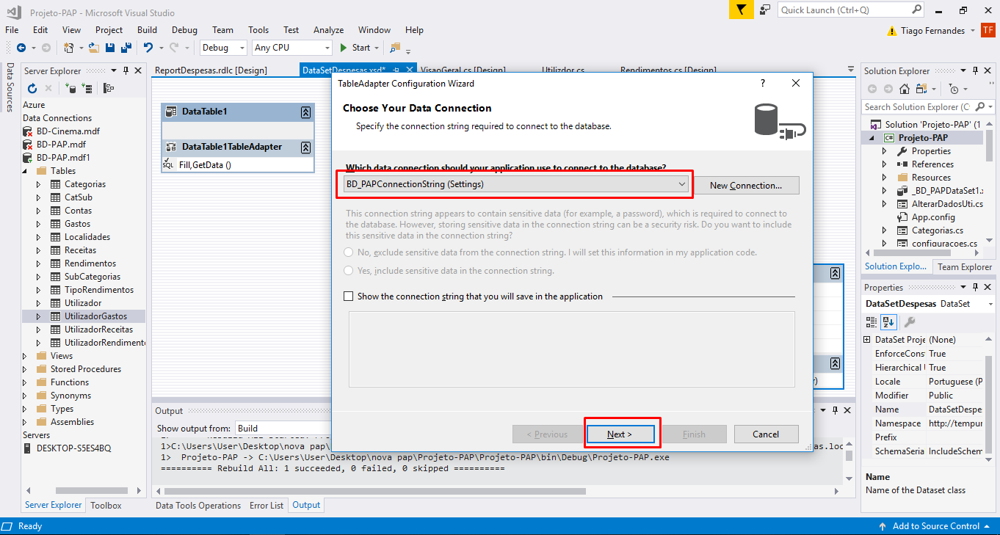 Projeto-PAP - Microsoft Visual Studio
Quick Launch (Ctrl+Q)
File Edit View Project Build Debug Team Tools Test Analyze Window Help
Tiago Fernandes TF
Debug Any CPU Start
Data Sources
Server Explorer
Azure
Data Connections
BD-Cinema.mdf
BD-PAP.mdf
BD-PAP.mdf1
Tables
Categorias
CatSub
Contas
Gastos
Localidades
Receitas
Rendimentos
SubCategorias
TipoRendimentos
Utilizador
UtilizadorGastos
UtilizadorReceitas
UtilizadorRendiment
Views
Stored Procedures
Functions
Synonyms
Types
Assemblies
Servers
DESKTOP-S5ES4BQ
Server Explorer Toolbox
ReportDespesas.rdlc [Design] DataSetDespesas.xsd* VisaoGeral.cs [Design] Utilizdor.cs Rendimentos.cs [Design]
DataTable1
DataTable1TableAdapter
SQL Fill,GetData ()
TableAdapter Configuration Wizard ?
Choose Your Data Connection
Specify the connection string required to connect to the database.
Which data connection should your application use to connect to the database?
BD_PAPConnectionString (Settings)
New Connection...
This connection string appears to contain sensitive data (for example, a password), which is required to connect to
the database. However, storing sensitive data in the connection string can be a security risk. Do you want to include
this sensitive data in the connection string?
No, exclude sensitive data from the connection string. I will set this information in my application code.
Yes, include sensitive data in the connection string.
Show the connection string that you will save in the application
< Previous Next > Finish Cancel
Output
Show output from: Build
1>C:\Users\User\Desktop\nova pap\
as.loc
1> Projeto-PAP -> C:\Users\User\Desktop\nova pap\Projeto-PAP\Projeto-PAP\bin\Debug\Projeto-PAP.exe
========== Rebuild All: 1 succeeded, 0 failed, 0 skipped ==========
Data Tools Operations Error List Output
Solution Explorer
Search Solution Explorer (C
Solution 'Projeto-PAP' (1
C# Projeto-PAP
Properties
References
Resources
_BD_PAPDataSet1.
AlterarDadosUti.cs
App.config
Categorias.cs
configuracoes.cs
Solution Explo... Team Explorer
Properties
DataSetDespesas DataSet
DataSet Proje (None)
EnforceCons True
Hierarchical True
Locale Portuguese (P
Modifier Public
Name DataSetDespe
Namespace http://tempur
Prefix
SchemaSeria IncludeSchem
Name
Name of the Dataset class
Ready
Add to Source Control